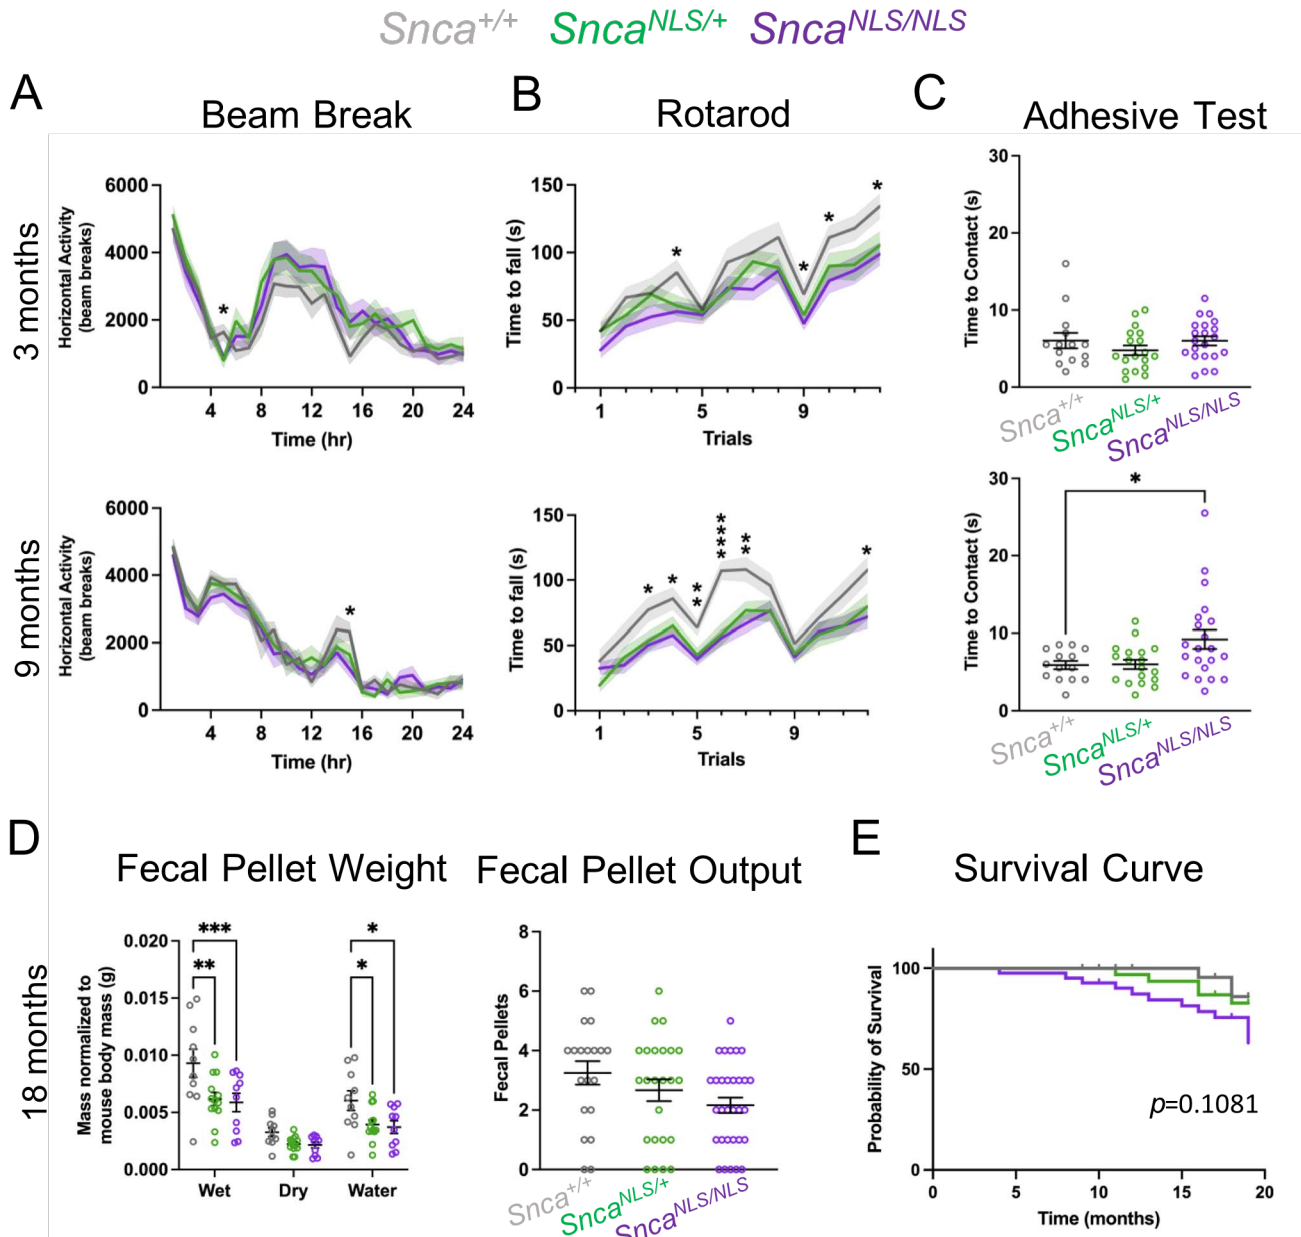 Snca+/+ SncaNLS/+ SncaNLS/NLS
A Beam Break
B Rotarod
C Adhesive Test
3 months
Horizontal Activity
(beam breaks)
6000
4000
2000
0
*
4 8 12 16 20 24
Time (hr)
Time to fall (s)
150
100
50
0
* * * *
1 5 9
Trials
Time to Contact (s)
30
20
10
0
Snca+/+ SncaNLS/+ SncaNLS/NLS
9 months
Horizontal Activity
(beam breaks)
6000
4000
2000
0
*
4 8 12 16 20 24
Time (hr)
Time to fall (s)
150
100
50
0
* * ** **** ** *
1 5 9
Trials
Time to Contact (s)
30
20
10
0
*
Snca+/+ SncaNLS/+ SncaNLS/NLS
18 months
D Fecal Pellet Weight
Mass normalized to
mouse body mass (g)
0.020
0.015
0.010
0.005
0.000
***
**
*
*
Wet Dry Water
Fecal Pellet Output
Fecal Pellets
8
6
4
2
0
Snca+/+ SncaNLS/+ SncaNLS/NLS
E Survival Curve
Probability of Survival
100
50
0
p=0.1081
0 5 10 15 20
Time (months)